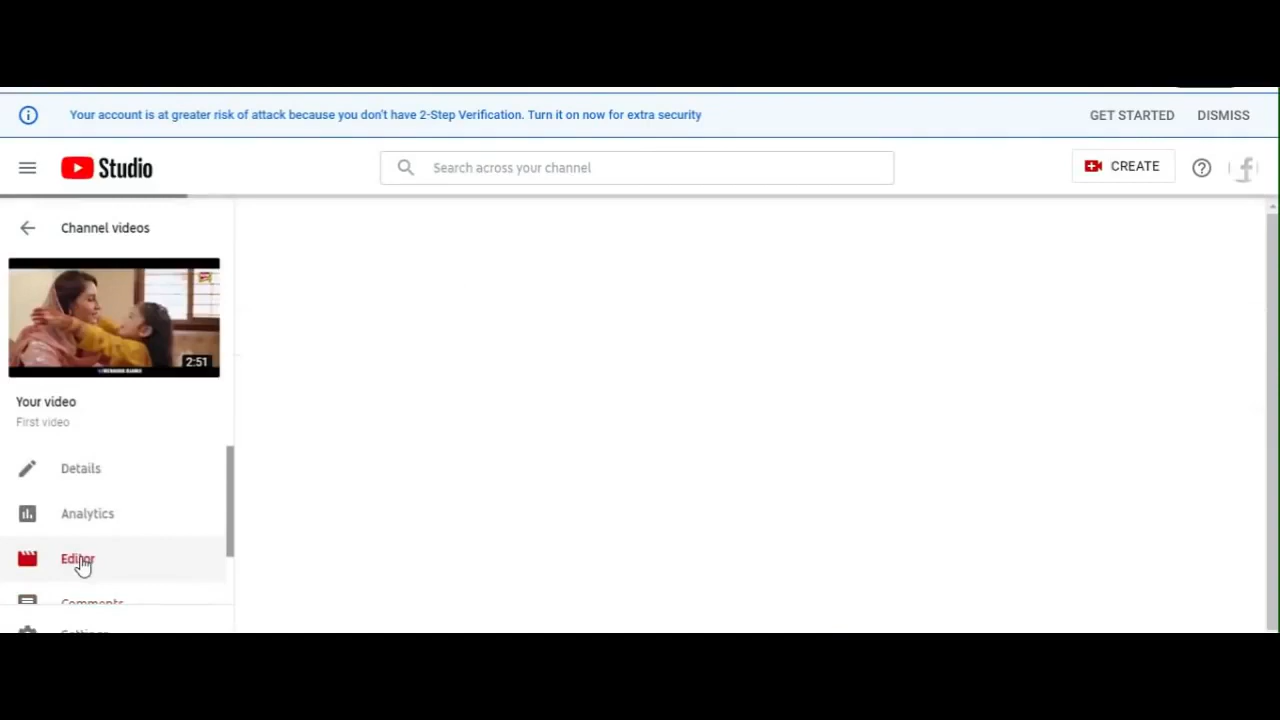 Your account is at greater risk of attack because you don't have 2-Step Verification. Turn it on now for extra security
GET STARTED
DISMISS
Studio
Search across your channel
CREATE
Channel videos
2:51
Your video
First video
Details
Analytics
Editor
Comments
Settings